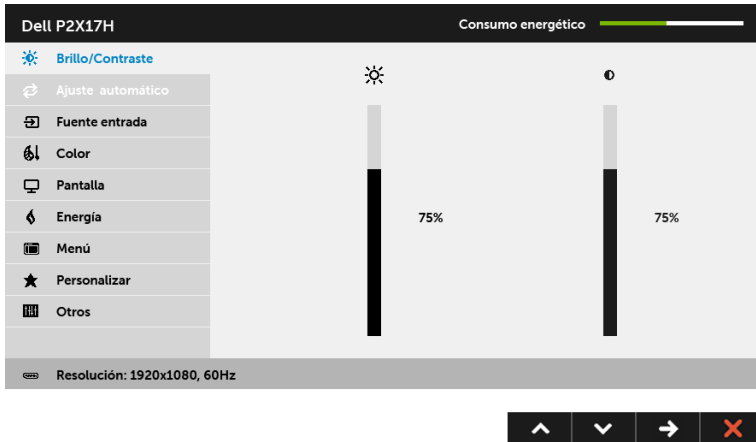 Dell P2X17H
Consumo energético
Brillo/Contraste
Ajuste automático
Fuente entrada
Color
Pantalla
Energía
Menú
Personalizar
Otros
75%
75%
Resolución: 1920x1080, 60Hz